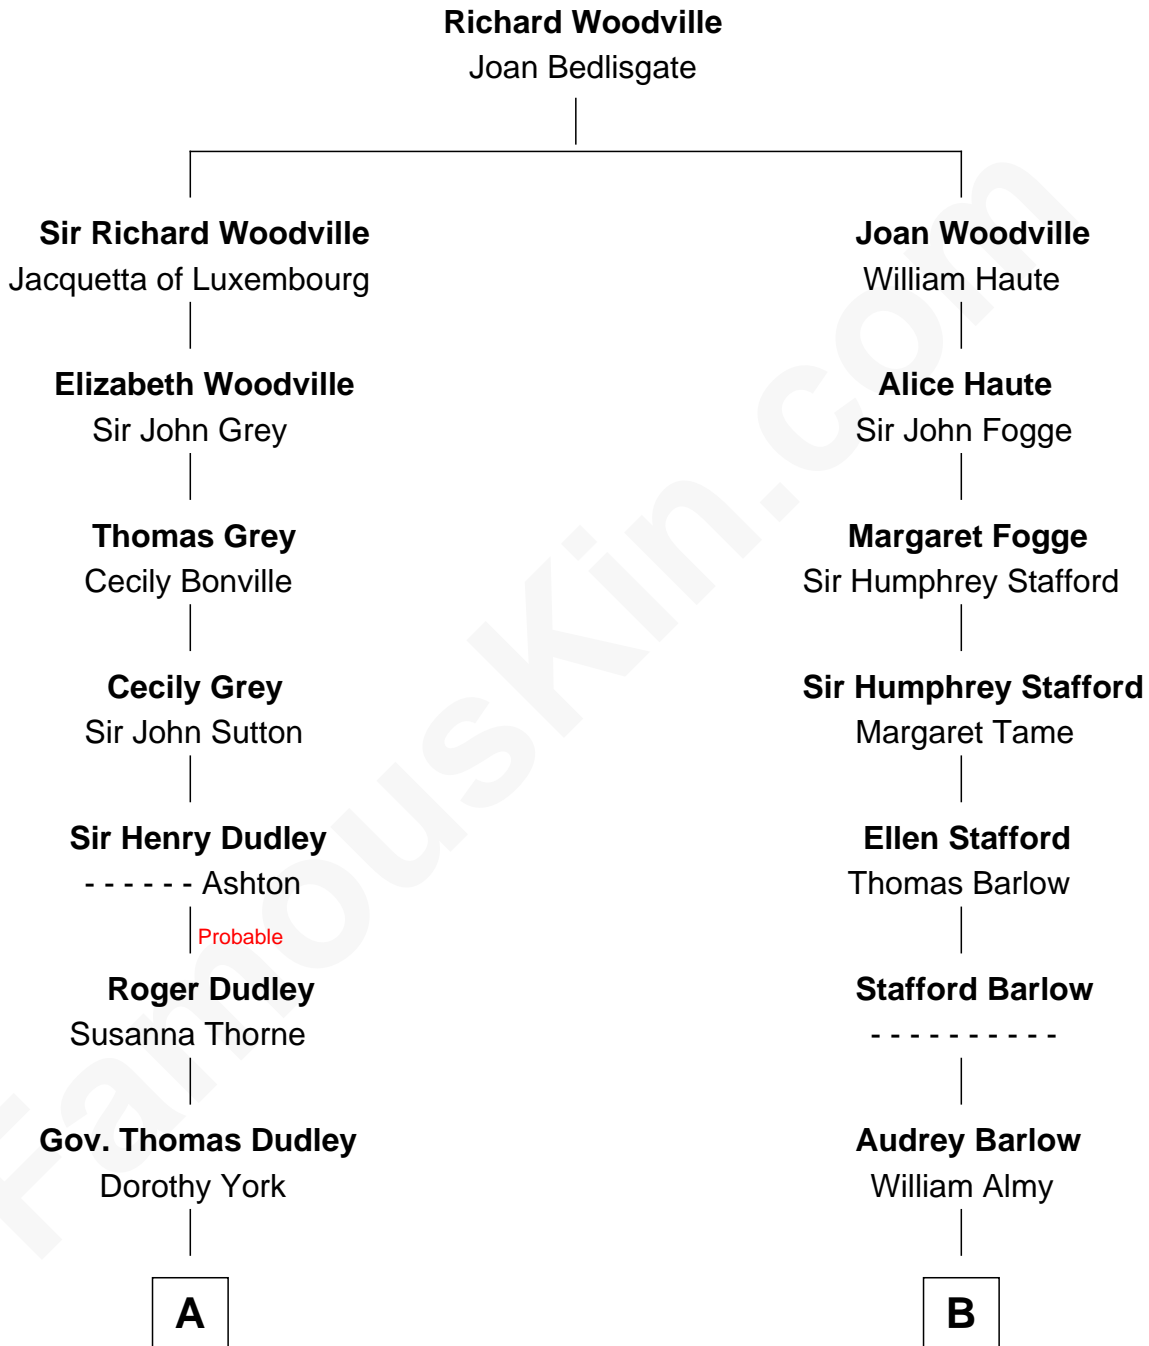 Richard Woodville
Joan Bedlisgate
Sir Richard Woodville
Jacquetta of Luxembourg
Elizabeth Woodville
Sir John Grey
Thomas Grey
Cecily Bonville
Cecily Grey
Sir John Sutton
Sir Henry Dudley
- - - - - - Ashton
Probable
Roger Dudley
Susanna Thorne
Gov. Thomas Dudley
Dorothy York
A
Joan Woodville
William Haute
Alice Haute
Sir John Fogge
Margaret Fogge
Sir Humphrey Stafford
Sir Humphrey Stafford
Margaret Tame
Ellen Stafford
Thomas Barlow
Stafford Barlow
- - - - - - - - - -
Audrey Barlow
William Almy
B
FamousKin.com